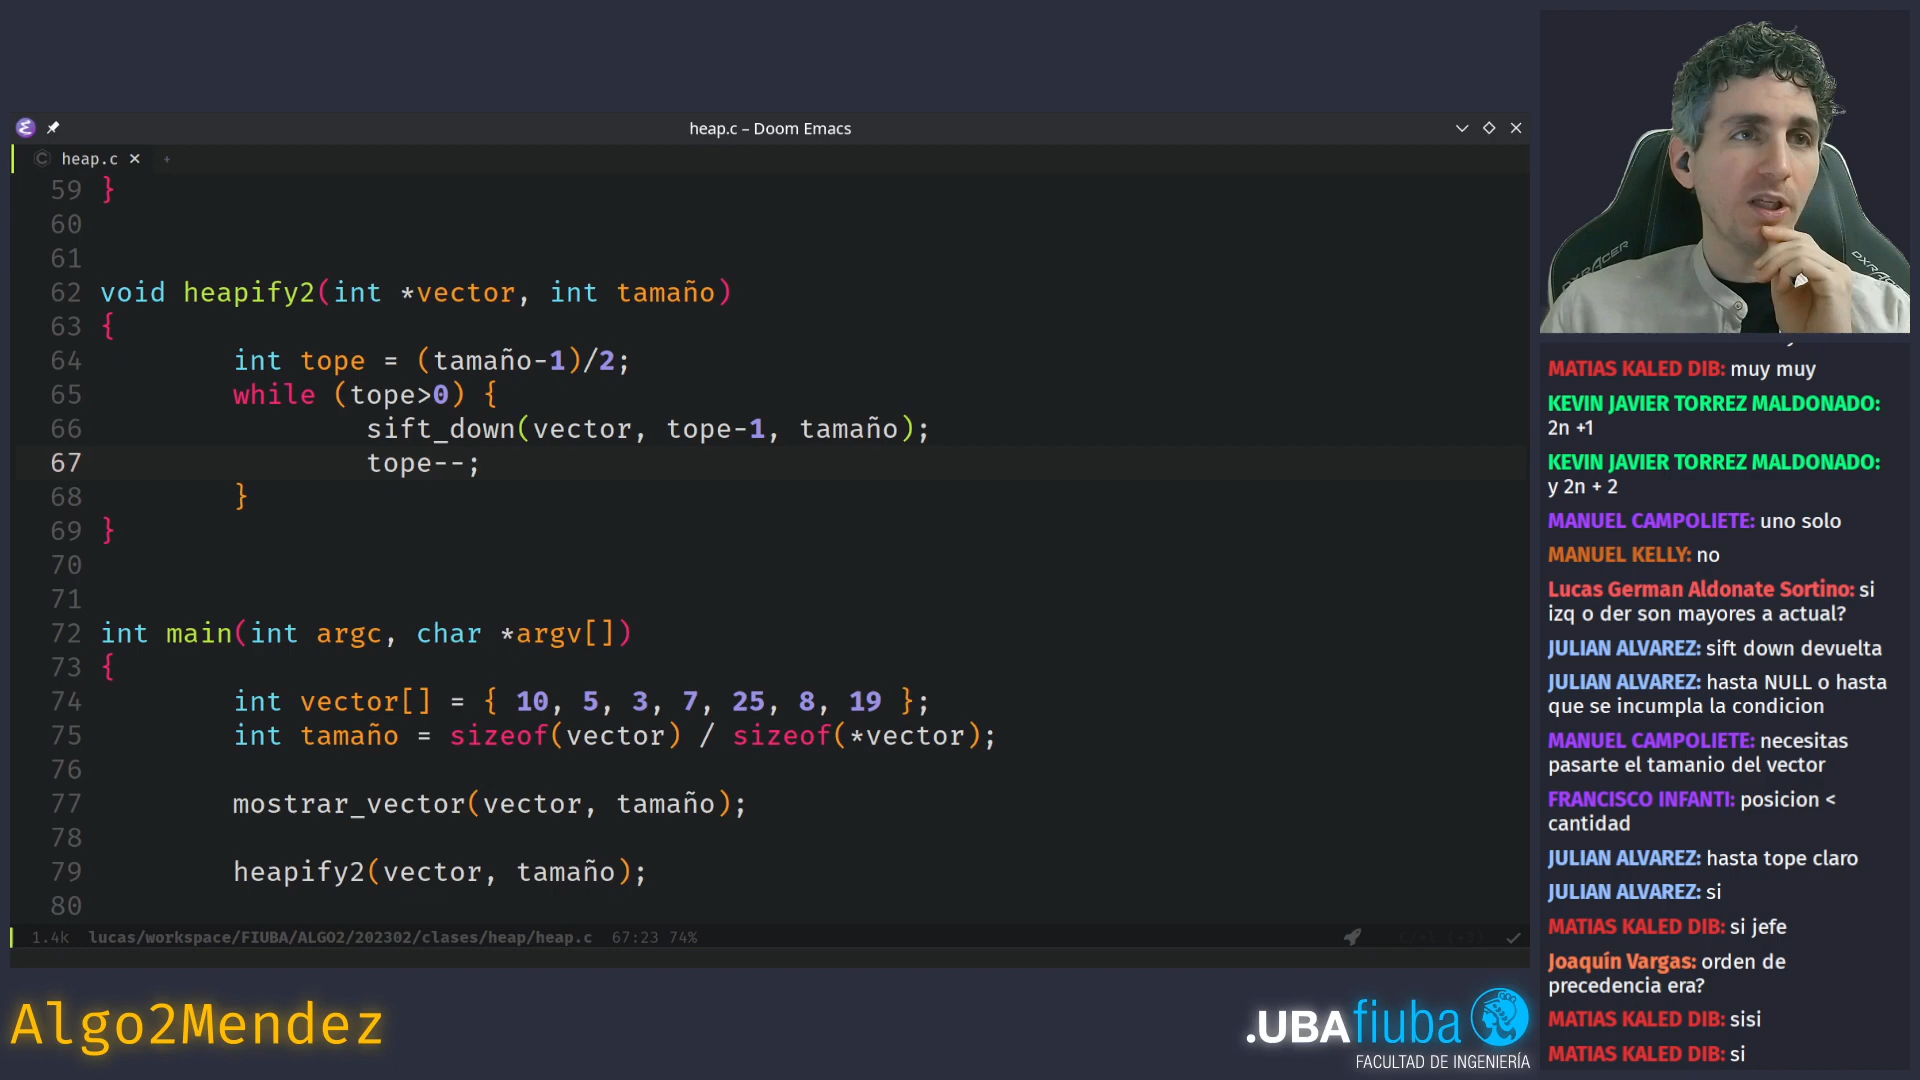 heap.c – Doom Emacs
heap.c
59 }
60
61
62 void heapify2(int *vector, int tamaño)
63 {
64 int tope = (tamaño-1)/2;
65 while (tope>0) {
66 sift_down(vector, tope-1, tamaño);
67 tope--;
68 }
69 }
70
71
72 int main(int argc, char *argv[])
73 {
74 int vector[] = { 10, 5, 3, 7, 25, 8, 19 };
75 int tamaño = sizeof(vector) / sizeof(*vector);
76
77 mostrar_vector(vector, tamaño);
78
79 heapify2(vector, tamaño);
80
1.4k lucas/workspace/FIUBA/ALGO2/202302/clases/heap/heap.c 67:23 74%
DXRACER
DXRACER
MATIAS KALED DIB: muy muy
KEVIN JAVIER TORREZ MALDONADO:
2n +1
KEVIN JAVIER TORREZ MALDONADO:
y 2n + 2
MANUEL CAMPOLIETE: uno solo
MANUEL KELLY: no
Lucas German Aldonate Sortino: si
izq o der son mayores a actual?
JULIAN ALVAREZ: sift down devuelta
JULIAN ALVAREZ: hasta NULL o hasta
que se incumpla la condicion
MANUEL CAMPOLIETE: necesitas
pasarte el tamanio del vector
FRANCISCO INFANTI: posicion <
cantidad
JULIAN ALVAREZ: hasta tope claro
JULIAN ALVAREZ: si
MATIAS KALED DIB: si jefe
Joaquín Vargas: orden de
precedencia era?
MATIAS KALED DIB: sisi
MATIAS KALED DIB: si
Algo2Mendez
.UBAfiuba
FACULTAD DE INGENIERÍA